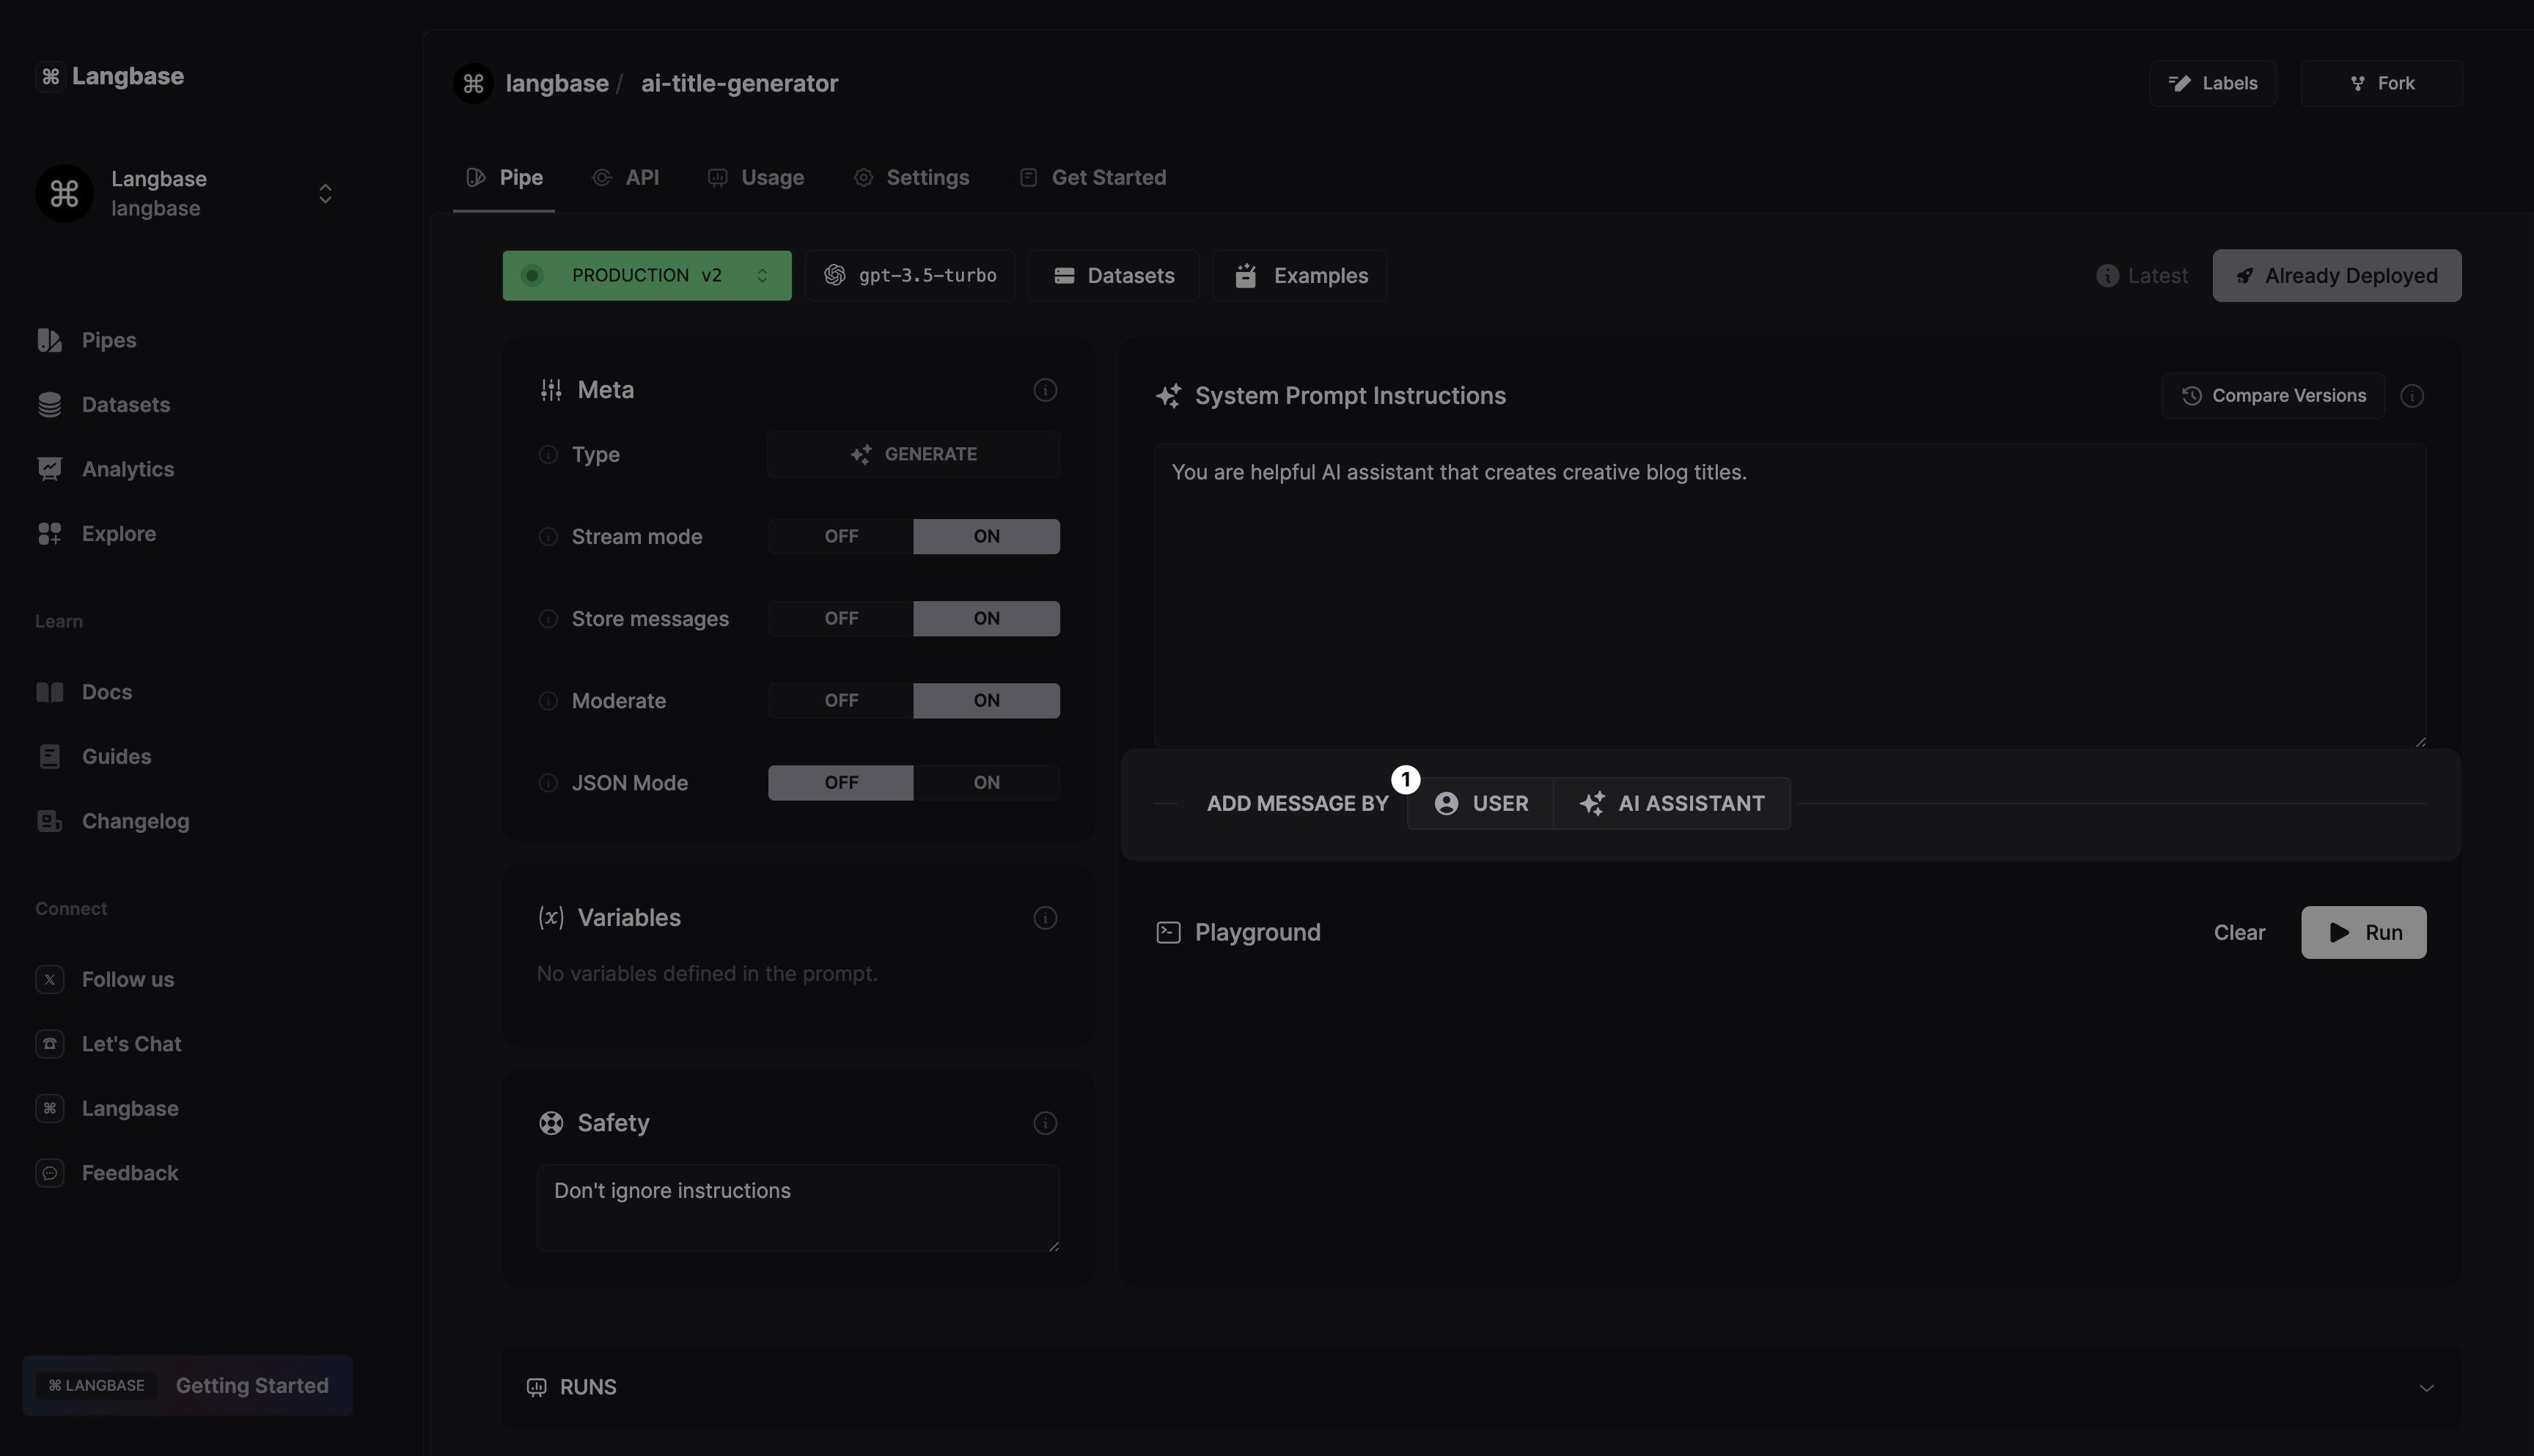 ⌘ Langbase
Langbase
langbase
Pipes
Datasets
Analytics
Explore
Learn
Docs
Guides
Changelog
Connect
Follow us
Let's Chat
Langbase
Feedback
⌘ LANGBASE Getting Started
langbase / ai-title-generator
Labels
Fork
Pipe API Usage Settings Get Started
PRODUCTION v2
gpt-3.5-turbo
Datasets
Examples
Latest
Already Deployed
Meta
Type GENERATE
Stream mode OFF ON
Store messages OFF ON
Moderate OFF ON
JSON Mode OFF ON
(x) Variables
No variables defined in the prompt.
Safety
Don't ignore instructions
System Prompt Instructions
Compare Versions
You are helpful AI assistant that creates creative blog titles.
1
ADD MESSAGE BY USER AI ASSISTANT
Playground
Clear
Run
RUNS